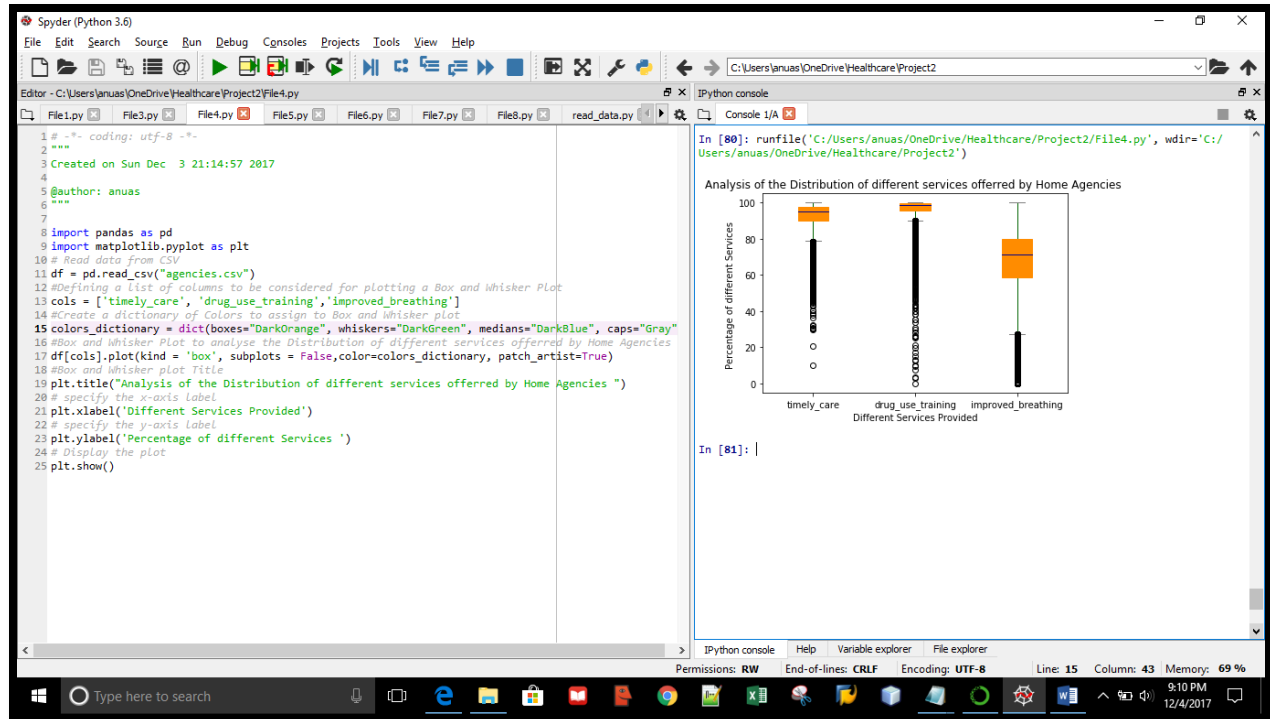 Spyder (Python 3.6)
File Edit Search Source Run Debug Consoles Projects Tools View Help
C:\Users\anuas\OneDrive\Healthcare\Project2
Editor - C:\Users\anuas\OneDrive\Healthcare\Project2\File4.py
File1.py File3.py File4.py File5.py File6.py File7.py File8.py read_data.py
1 # -*- coding: utf-8 -*-
2 """
3 Created on Sun Dec  3 21:14:57 2017
4
5 @author: anuas
6 """
7
8 import pandas as pd
9 import matplotlib.pyplot as plt
10 # Read data from CSV
11 df = pd.read_csv("agencies.csv")
12 #Defining a list of columns to be considered for plotting a Box and Whisker Plot
13 cols = ['timely_care', 'drug_use_training','improved_breathing']
14 #Create a dictionary of Colors to assign to Box and Whisker plot
15 colors_dictionary = dict(boxes="DarkOrange", whiskers="DarkGreen", medians="DarkBlue", caps="Gray"
16 #Box and Whisker Plot to analyse the Distribution of different services offerred by Home Agencies
17 df[cols].plot(kind = 'box', subplots = False,color=colors_dictionary, patch_artist=True)
18 #Box and Whisker plot Title
19 plt.title("Analysis of the Distribution of different services offerred by Home Agencies ")
20 # specify the x-axis label
21 plt.xlabel('Different Services Provided')
22 # specify the y-axis label
23 plt.ylabel('Percentage of different Services ')
24 # Display the plot
25 plt.show()
IPython console
Console 1/A
In [80]: runfile('C:/Users/anuas/OneDrive/Healthcare/Project2/File4.py', wdir='C:/
Users/anuas/OneDrive/Healthcare/Project2')
Analysis of the Distribution of different services offerred by Home Agencies
Percentage of different Services
100
80
60
40
20
0
timely_care drug_use_training improved_breathing
Different Services Provided
In [81]:
IPython console Help Variable explorer File explorer
Permissions: RW End-of-lines: CRLF Encoding: UTF-8 Line: 15 Column: 43 Memory: 69 %
Type here to search
9:10 PM
12/4/2017